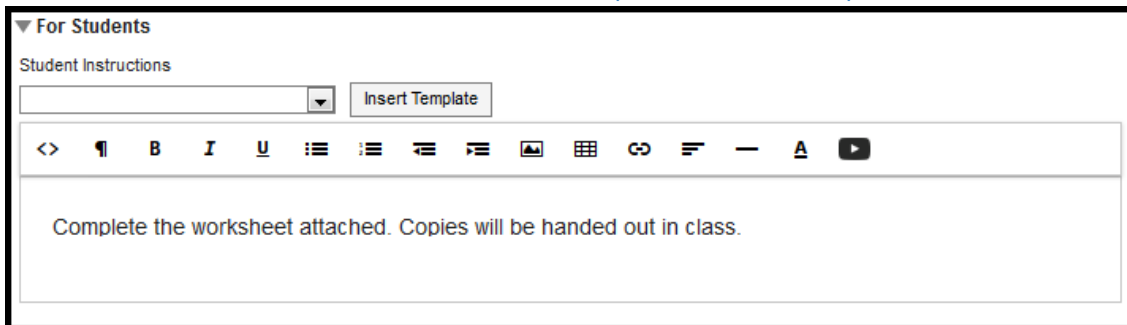 For Students
Student Instructions
Insert Template
<> ¶ B I U A
Complete the worksheet attached. Copies will be handed out in class.